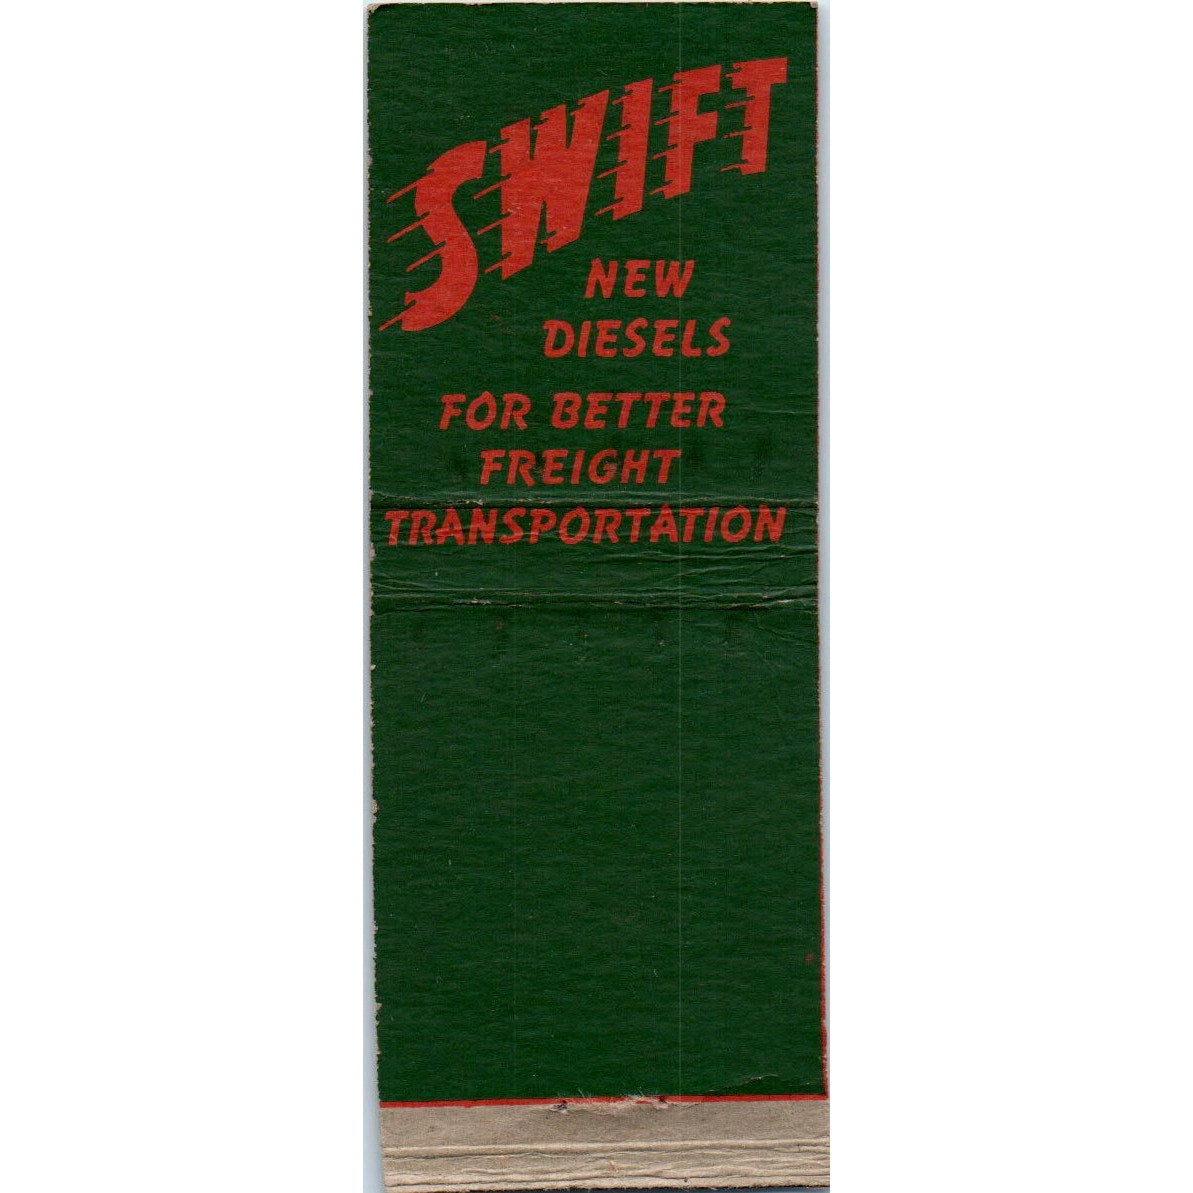 SWIFT
NEW
DIESELS
FOR BETTER
FREIGHT
TRANSPORTATION